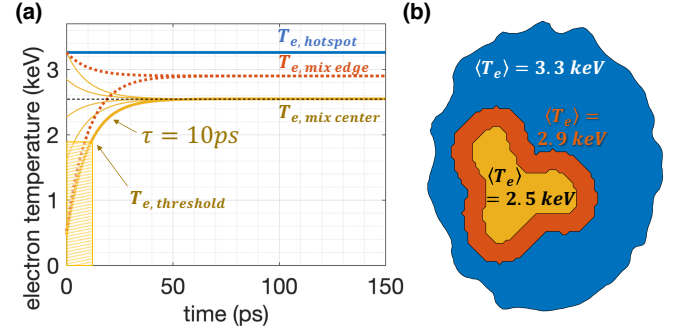 (a)
T_e,hotspot
T_e,mix edge
T_e,mix center
τ = 10ps
T_e,threshold
electron temperature (keV)
3
2
1
0
0
50
100
150
time (ps)
(b)
⟨T_e⟩ = 3.3 keV
⟨T_e⟩ =
2.9 keV
⟨T_e⟩
= 2.5 keV